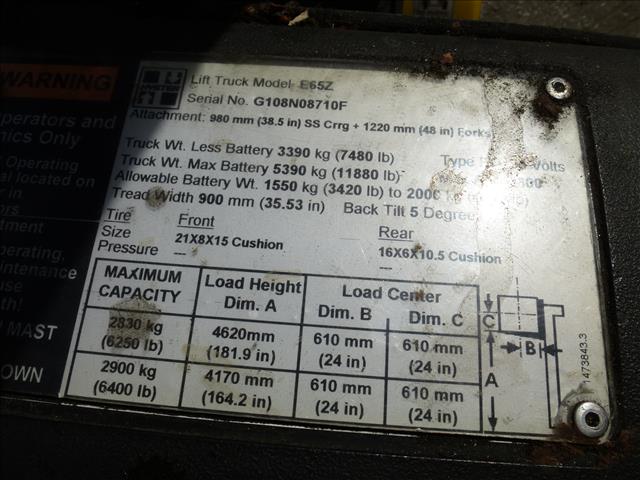 WARNING
perators and
nics Only
Operating
al located on
r in
ors
tment
perating,
intenance
use
th!
MAST
OWN
HYSTER
Lift Truck Model E65Z
Serial No. G108N08710F
Attachment: 980 mm (38.5 in) SS Crrg + 1220 mm (48 in) Forks
Truck Wt. Less Battery 3390 kg (7480 lb) Type Volts
Truck Wt. Max Battery 5390 kg (11880 lb)
Allowable Battery Wt. 1550 kg (3420 lb) to
Tread Width 900 mm (35.53 in) Back Tilt 5 Degree
Tire Front Rear
Size 21X8X15 Cushion 16X6X10.5 Cushion
Pressure --- ---
MAXIMUM CAPACITY Load Height Dim. A Load Center Dim. B Dim. C
2830 kg (6250 lb) 4620mm (181.9 in) 610 mm (24 in) 610 mm (24 in)
2900 kg (6400 lb) 4170 mm (164.2 in) 610 mm (24 in) 610 mm (24 in)
C
B
A
1473843.3